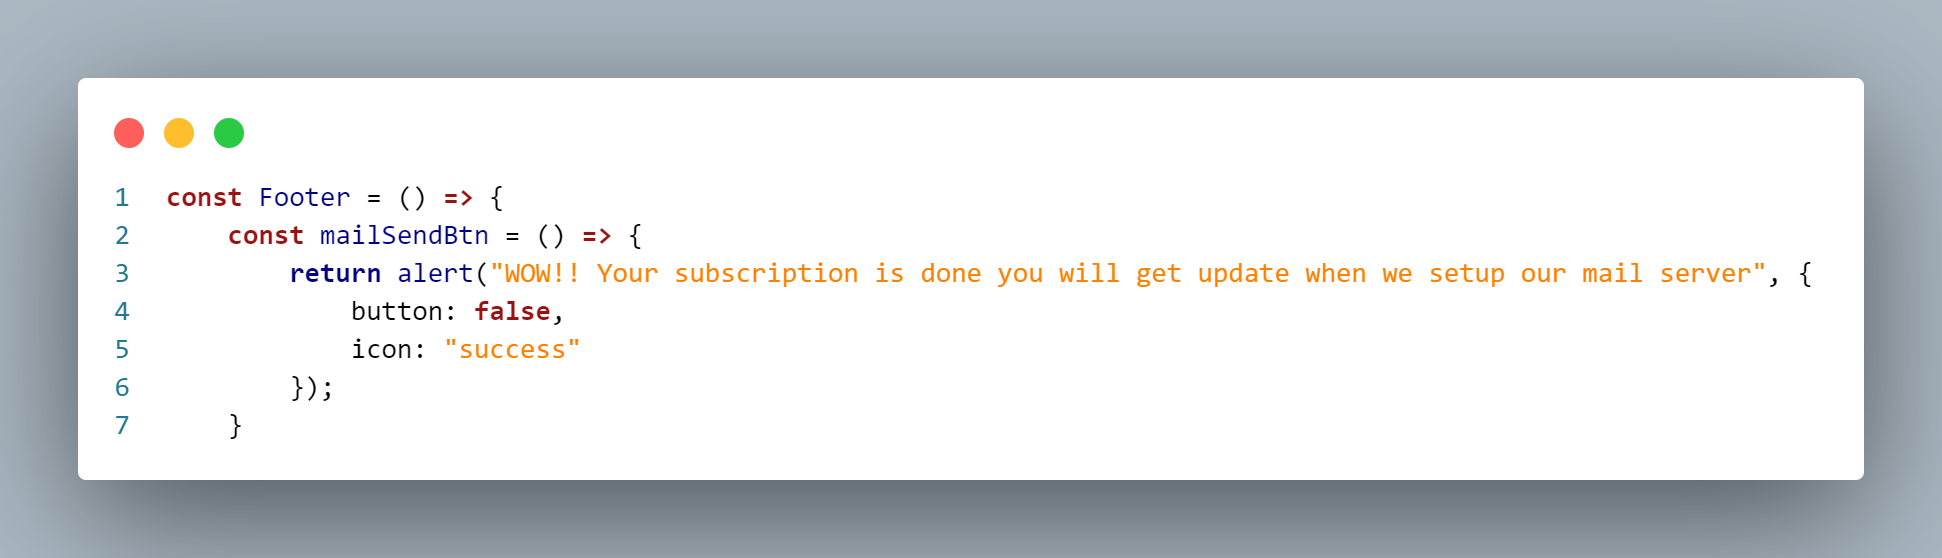 1 const Footer = () => {
2     const mailSendBtn = () => {
3         return alert("WOW!! Your subscription is done you will get update when we setup our mail server", {
4             button: false,
5             icon: "success"
6         });
7     }